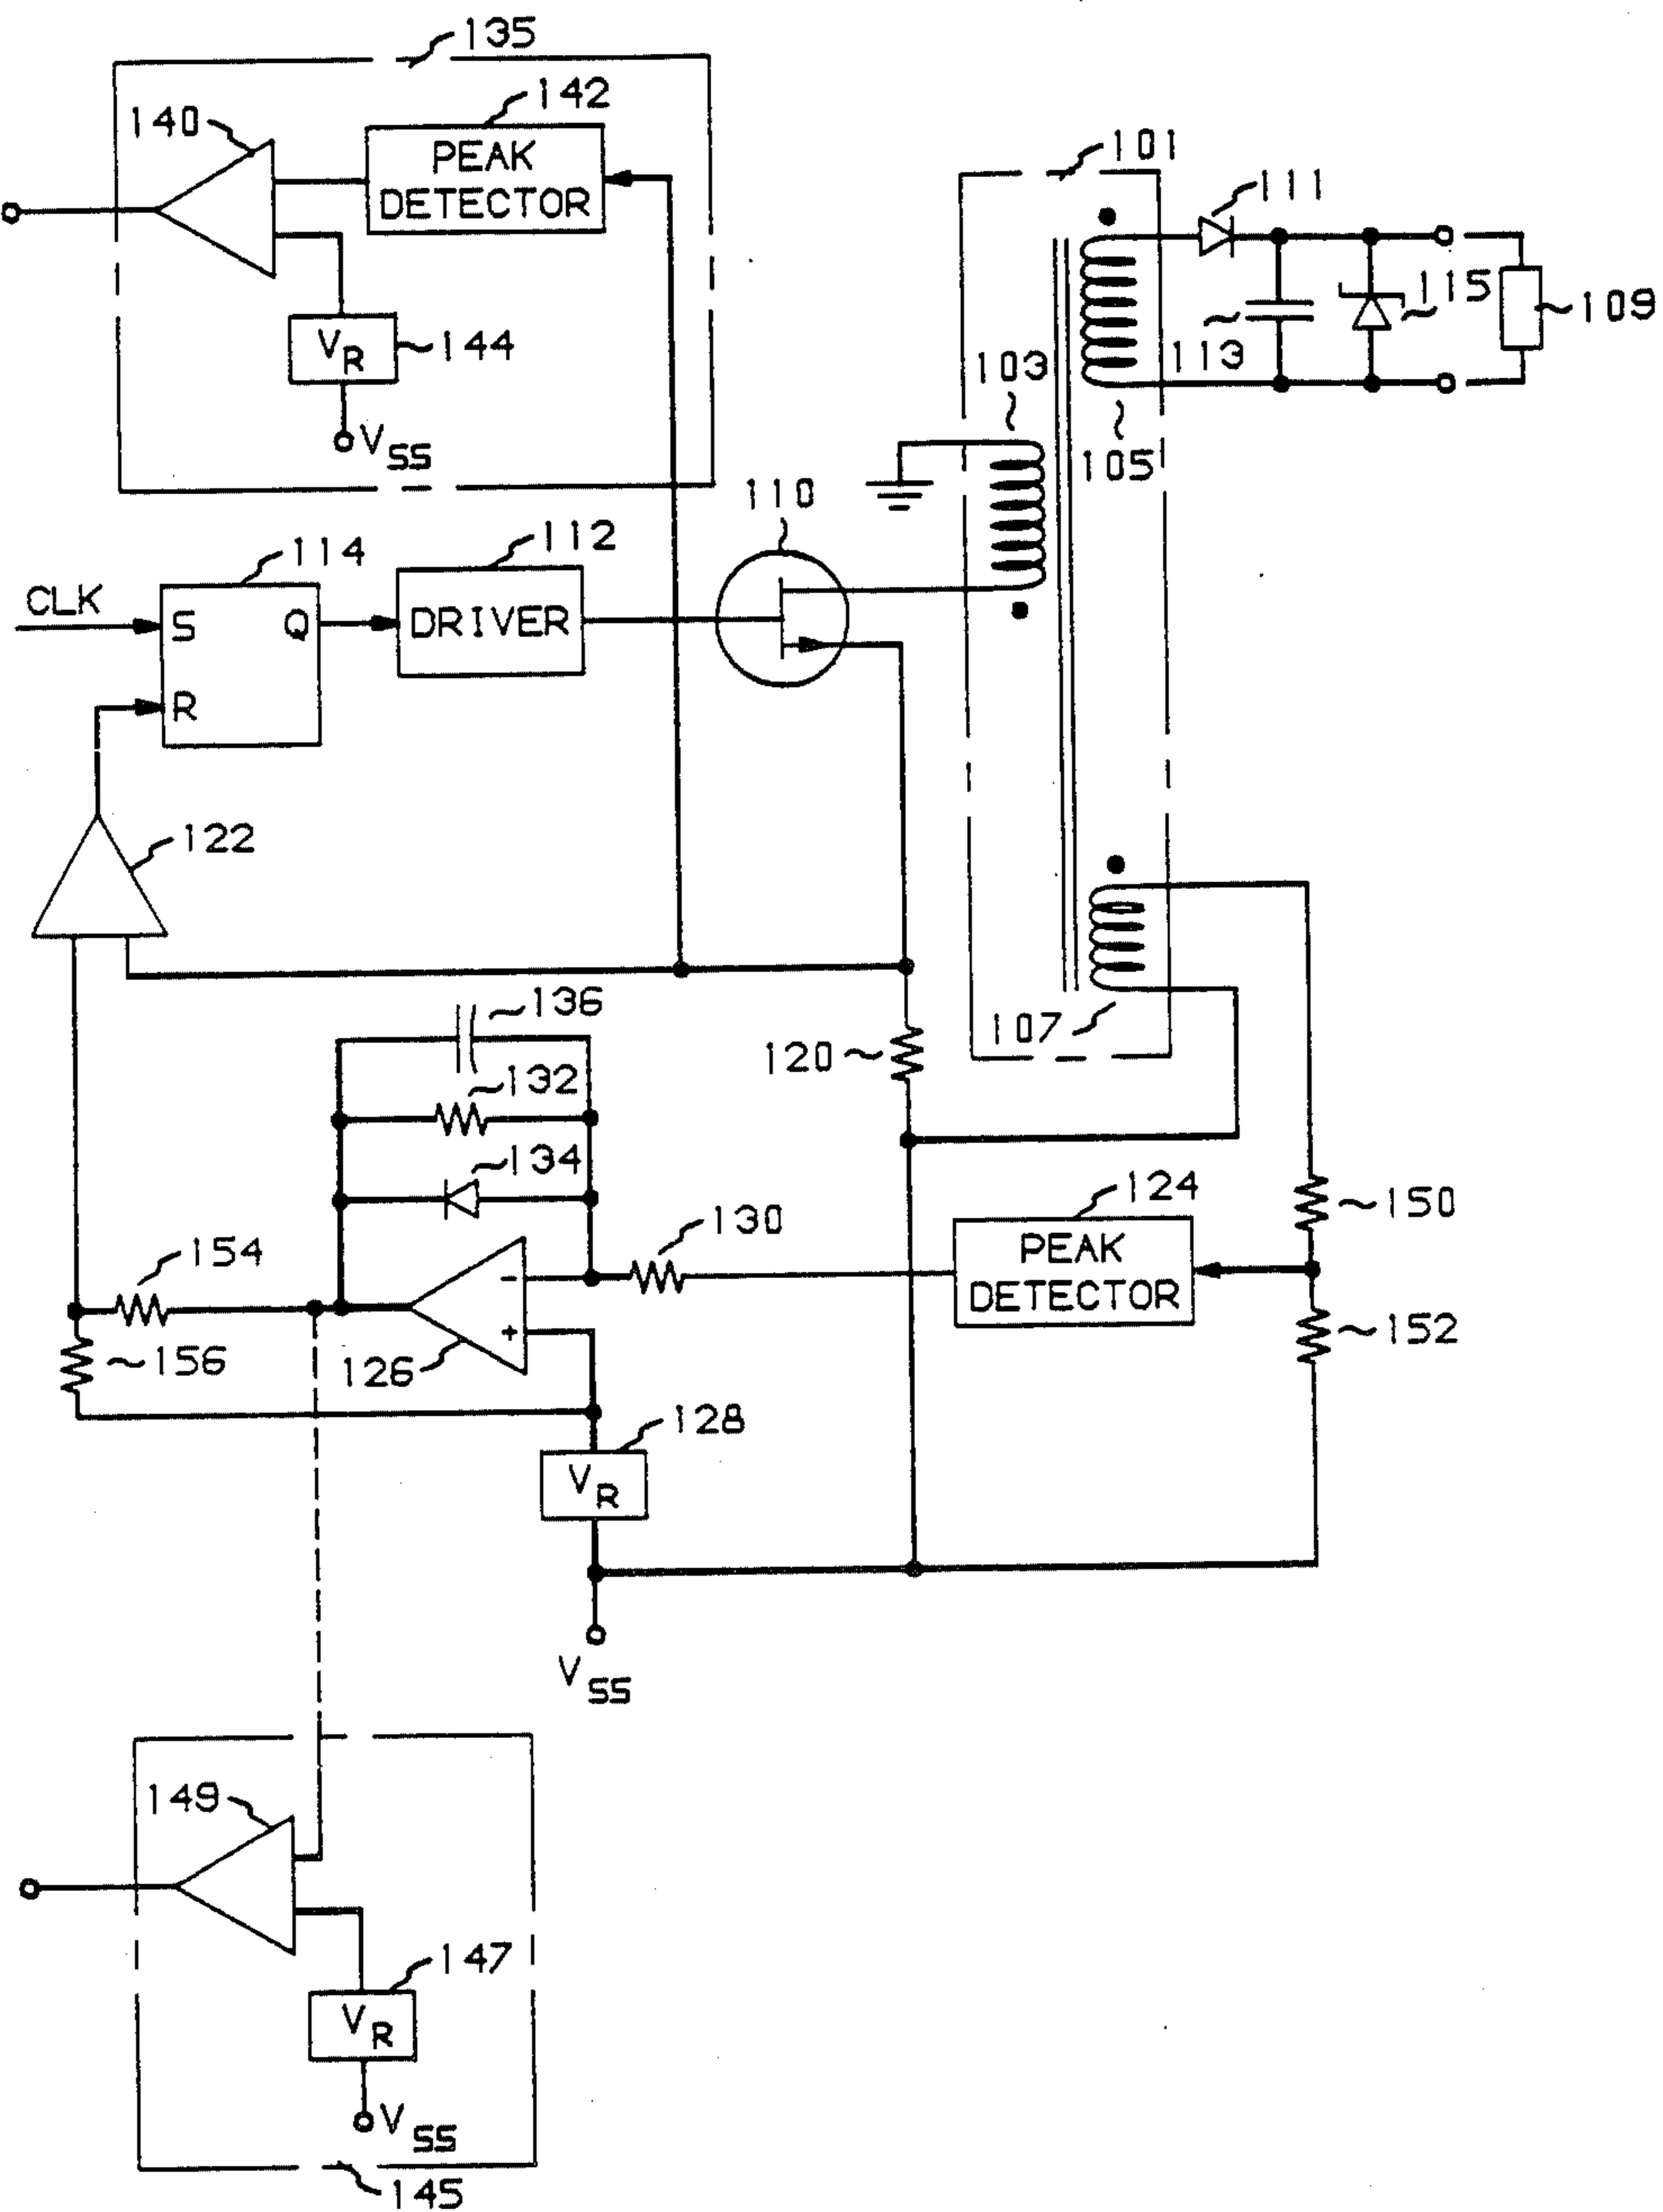 135
142
140
PEAK
DETECTOR
101
111
V R
144
V SS
103
113
115
109
105
110
114
112
CLK
S
Q
DRIVER
R
122
136
107
120
132
134
124
130
150
154
PEAK
DETECTOR
-
+
152
156
126
128
V R
V SS
149
147
V R
V SS
145